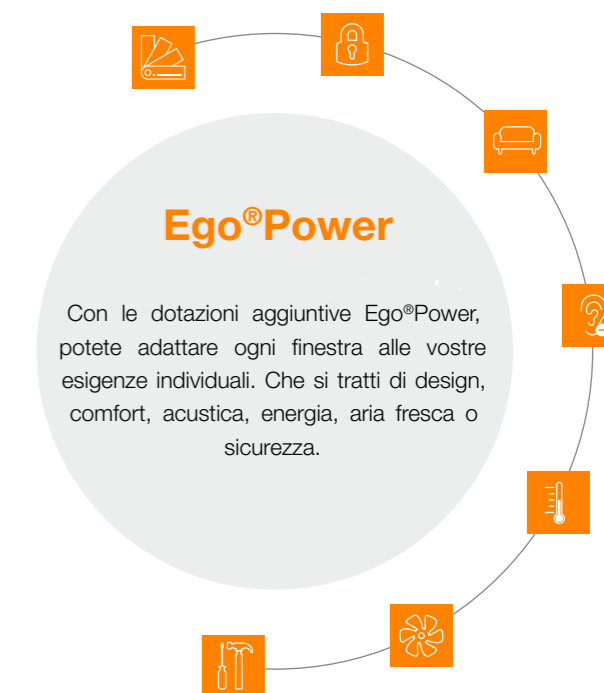 Ego®Power
Con le dotazioni aggiuntive Ego®Power,
potete adattare ogni finestra alle vostre
esigenze individuali. Che si tratti di design,
comfort, acustica, energia, aria fresca o
sicurezza.